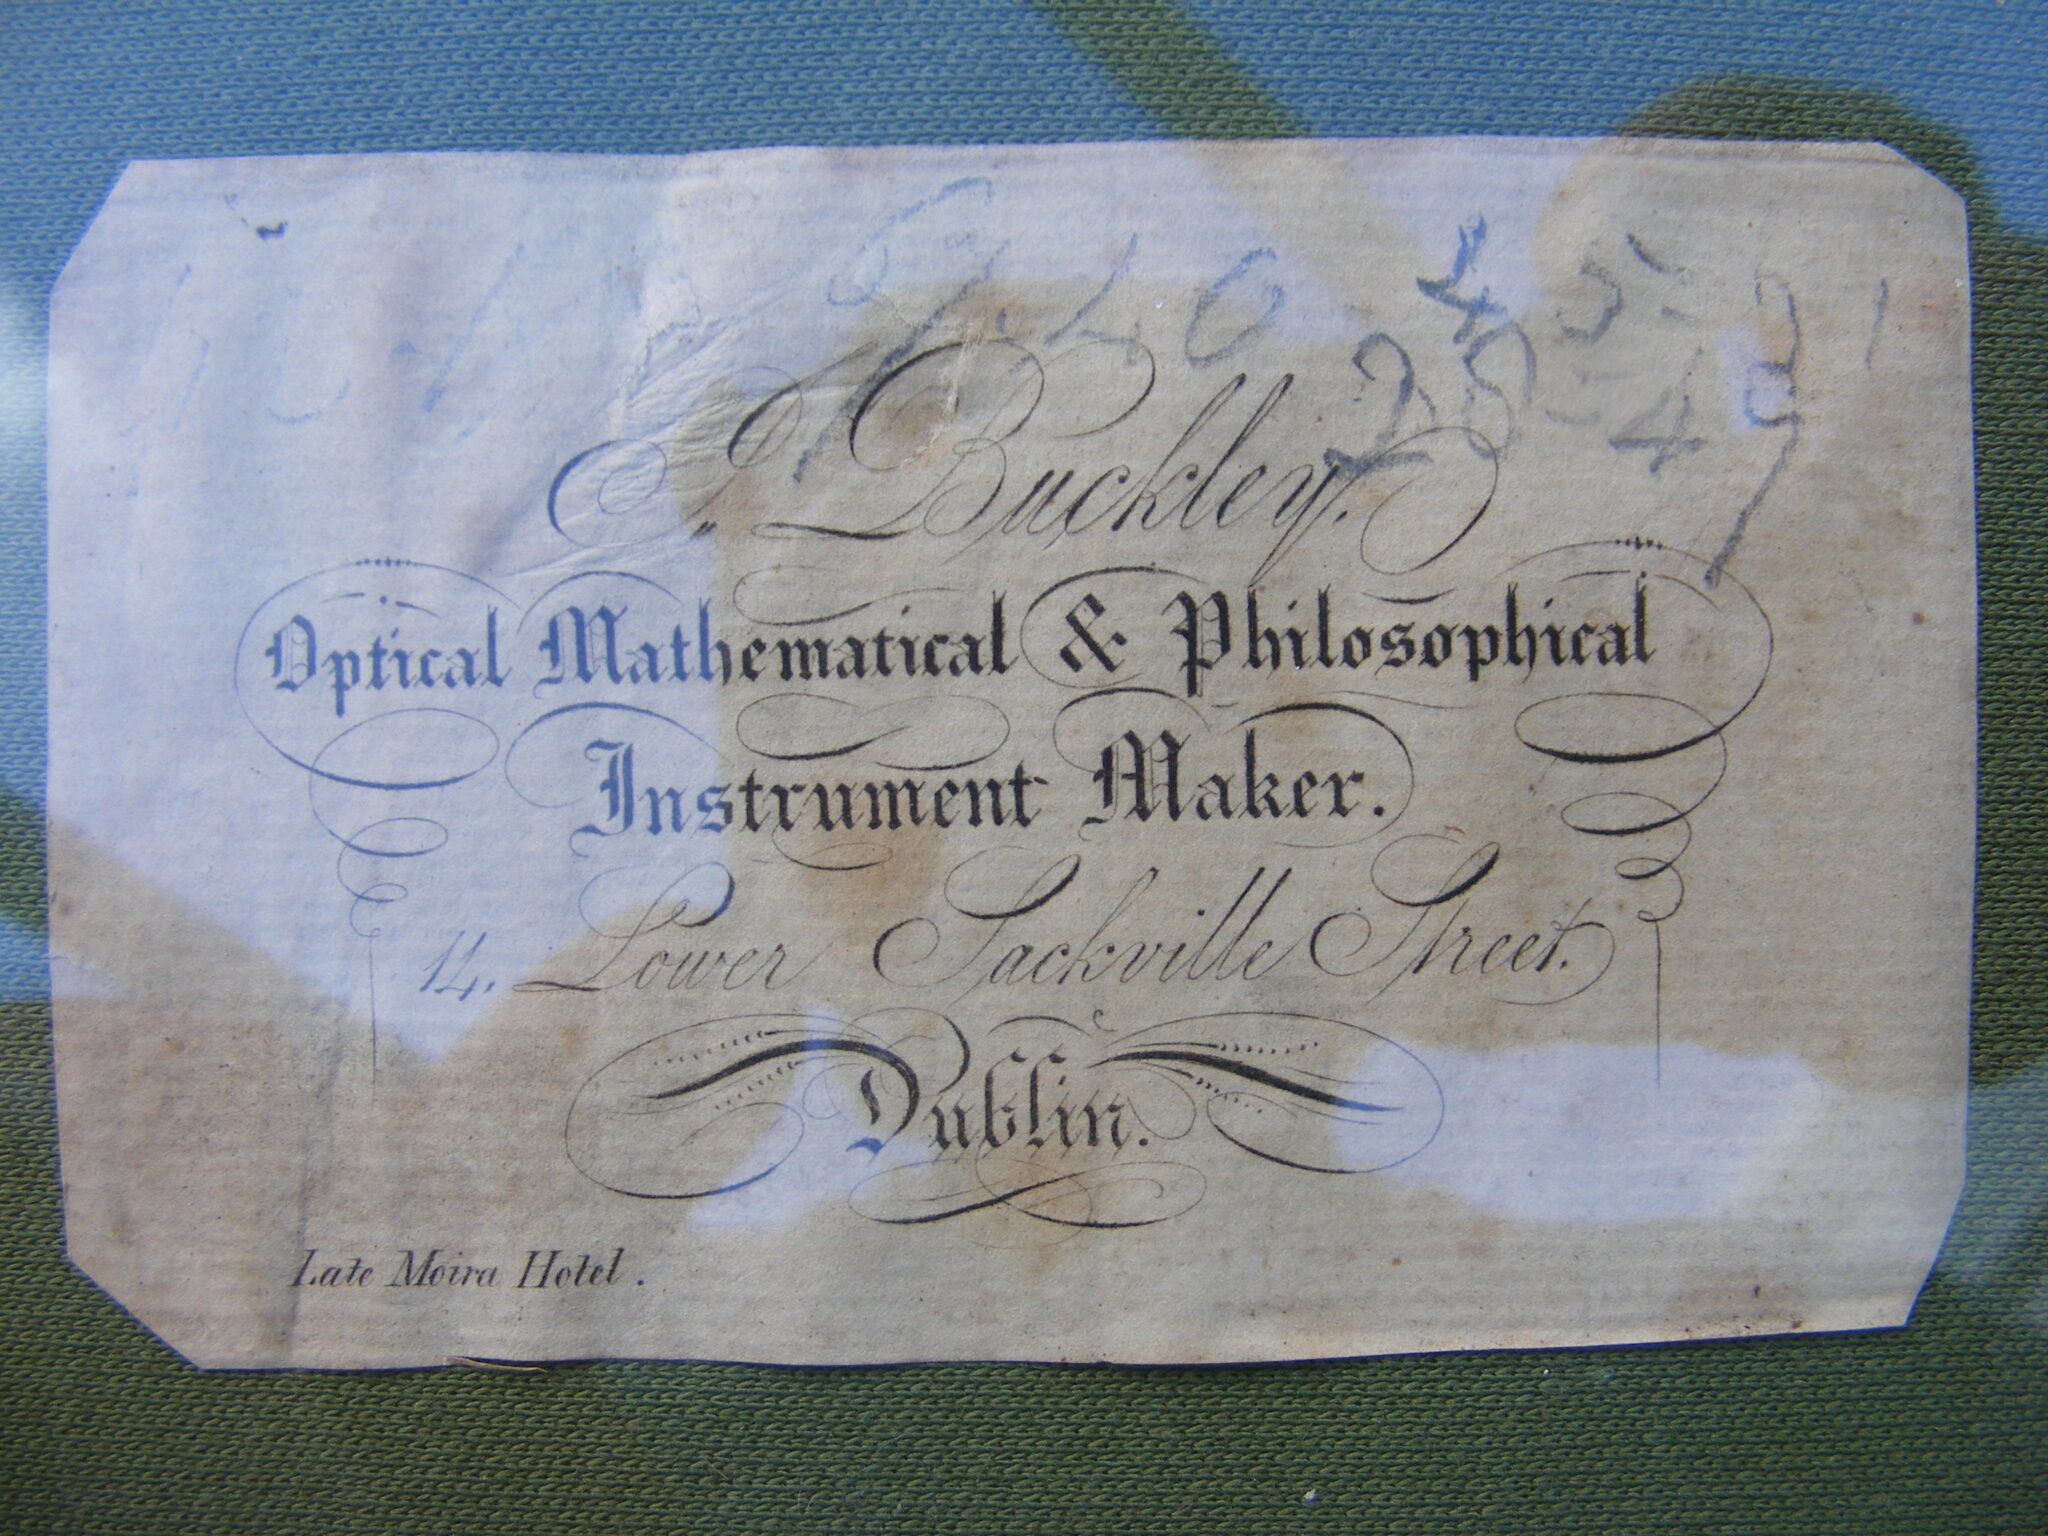 Buckley.
Optical Mathematical & Philosophical
Instrument Maker.
14. Lower Sackville Street.
Dublin.
Late Moira Hotel.